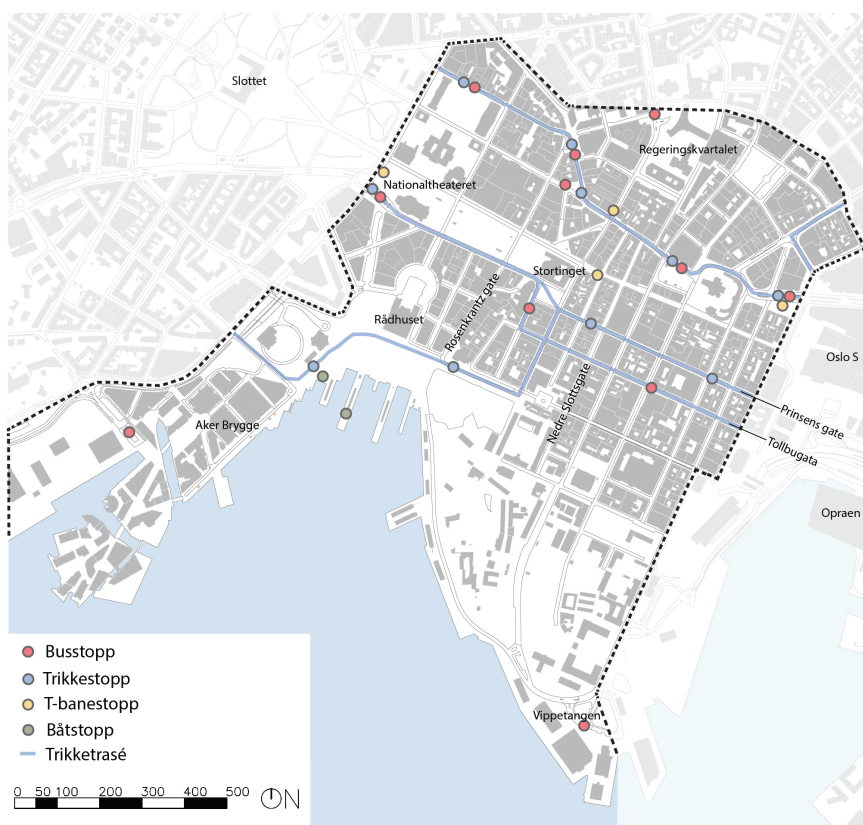 Slottet
Regeringskvartalet
Nationaltheateret
Stortinget
Rosenkrantz gate
Rådhuset
Oslo S
Nedre Slottsgate
Prinsens gate
Aker Brygge
Tollbugata
Opraen
Vippetangen
Busstopp
Trikkestopp
T-banestopp
Båtstopp
Trikketrasé
0 50 100 200 300 400 500
N